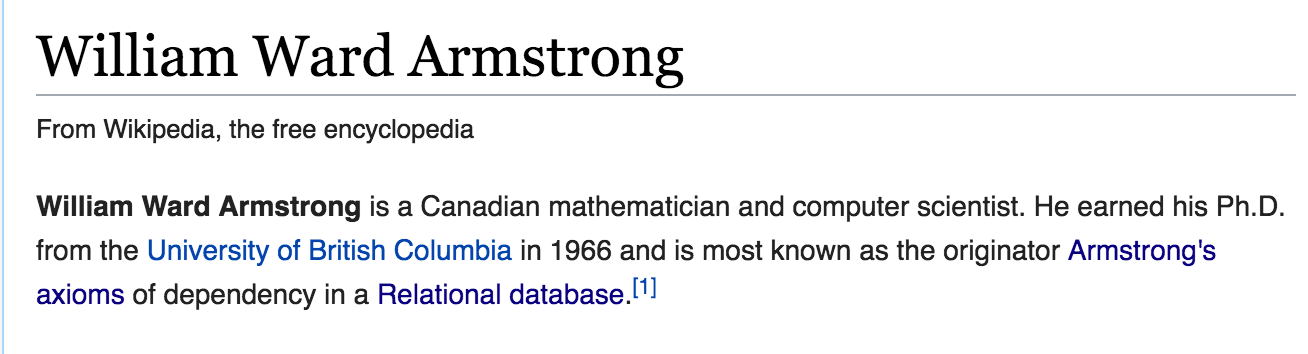 William Ward Armstrong
From Wikipedia, the free encyclopedia
William Ward Armstrong is a Canadian mathematician and computer scientist. He earned his Ph.D.
from the University of British Columbia in 1966 and is most known as the originator Armstrong's
axioms of dependency in a Relational database.[1]